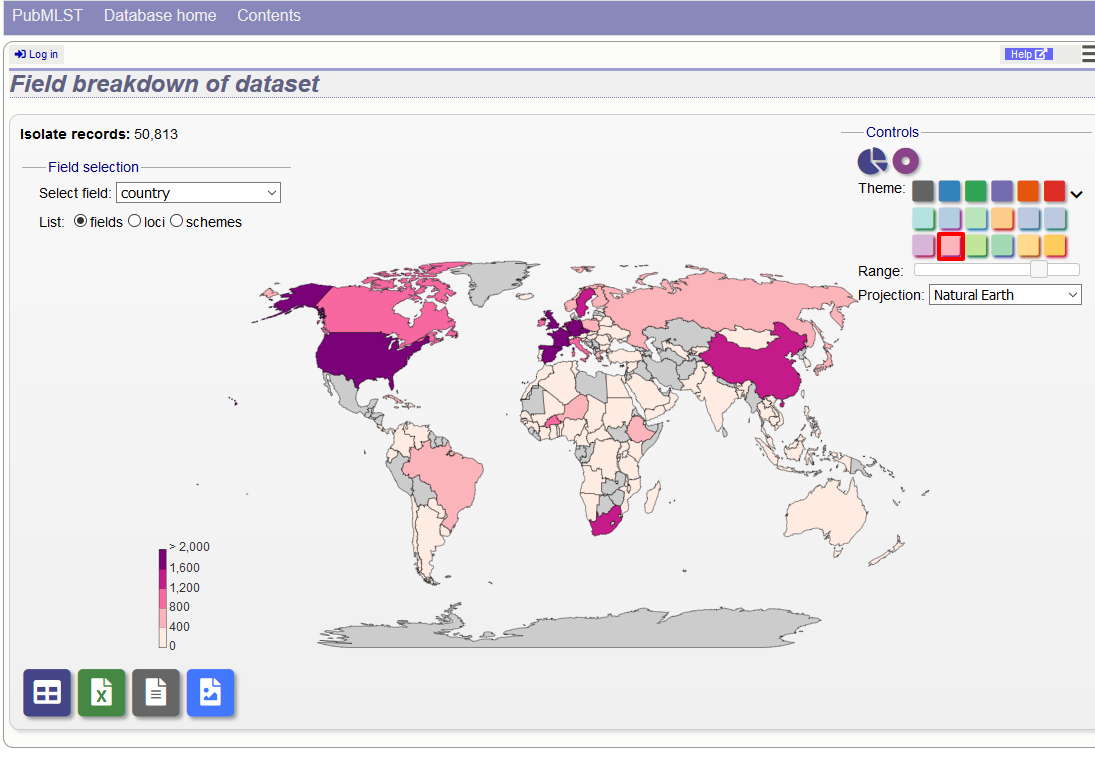 PubMLST Database home Contents
Log in
Help
Field breakdown of dataset
Isolate records: 50,813
Field selection
Select field: country
List: fields loci schemes
Controls
Theme:
Range:
Projection: Natural Earth
> 2,000
1,600
1,200
800
400
0
X